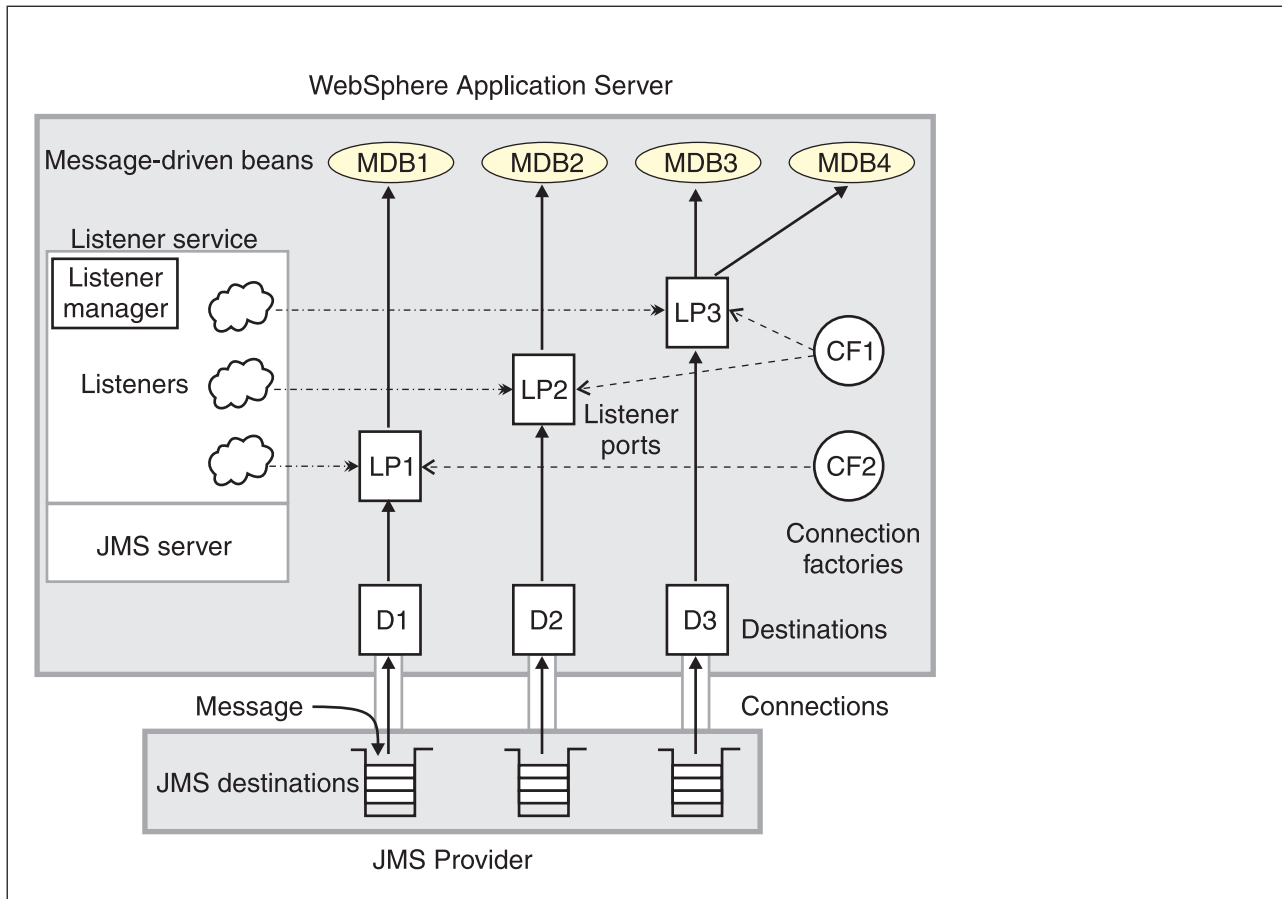 WebSphere Application Server
Message-driven beans
MDB1
MDB2
MDB3
MDB4
Listener service
Listener
manager
LP3
CF1
Listeners
LP2
Listener
ports
LP1
CF2
JMS server
Connection
factories
D1
D2
D3
Destinations
Message
Connections
JMS destinations
JMS Provider